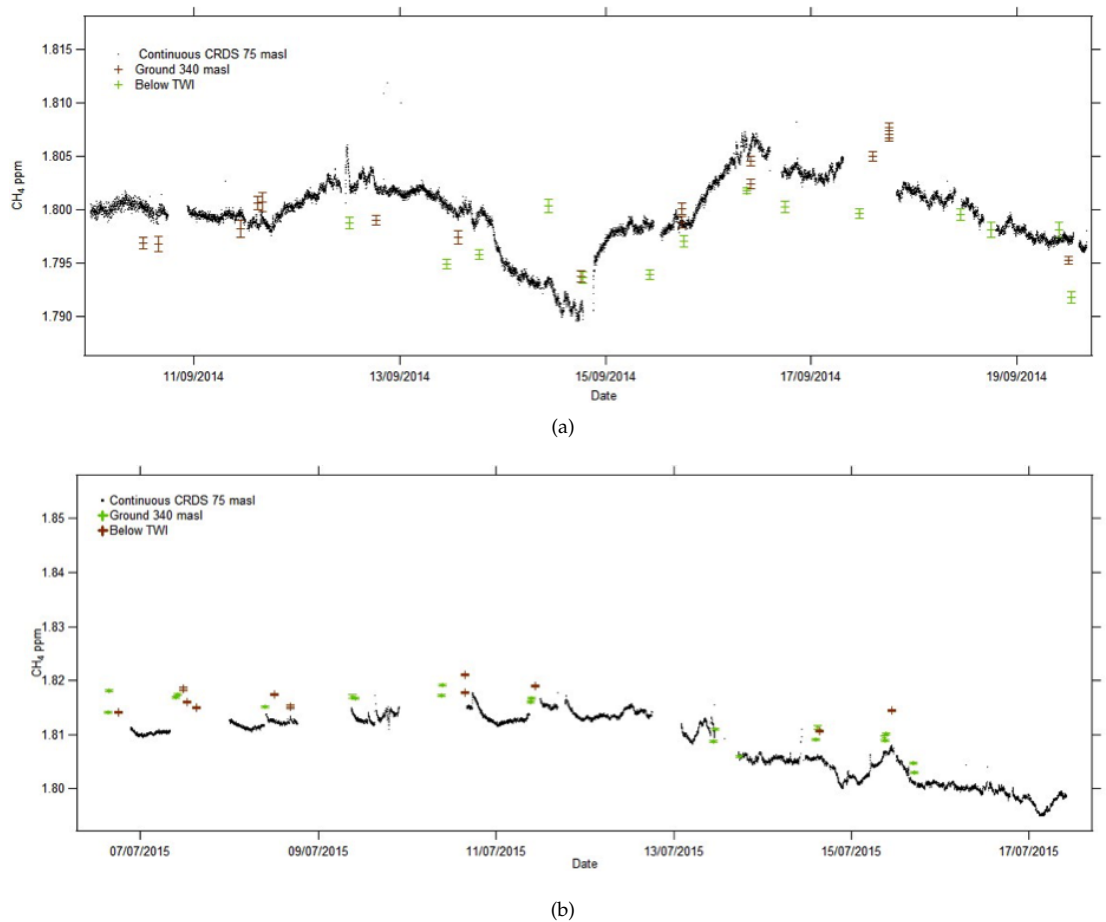 1.815
1.810
1.805
1.800
1.795
1.790
CH4 ppm
Continuous CRDS 75 masl
Ground 340 masl
Below TWI
11/09/2014
13/09/2014
15/09/2014
17/09/2014
19/09/2014
Date
(a)
1.85
1.84
1.83
1.82
1.81
1.80
CH4 ppm
Continuous CRDS 75 masl
Ground 340 masl
Below TWI
07/07/2015
09/07/2015
11/07/2015
13/07/2015
15/07/2015
17/07/2015
Date
(b)